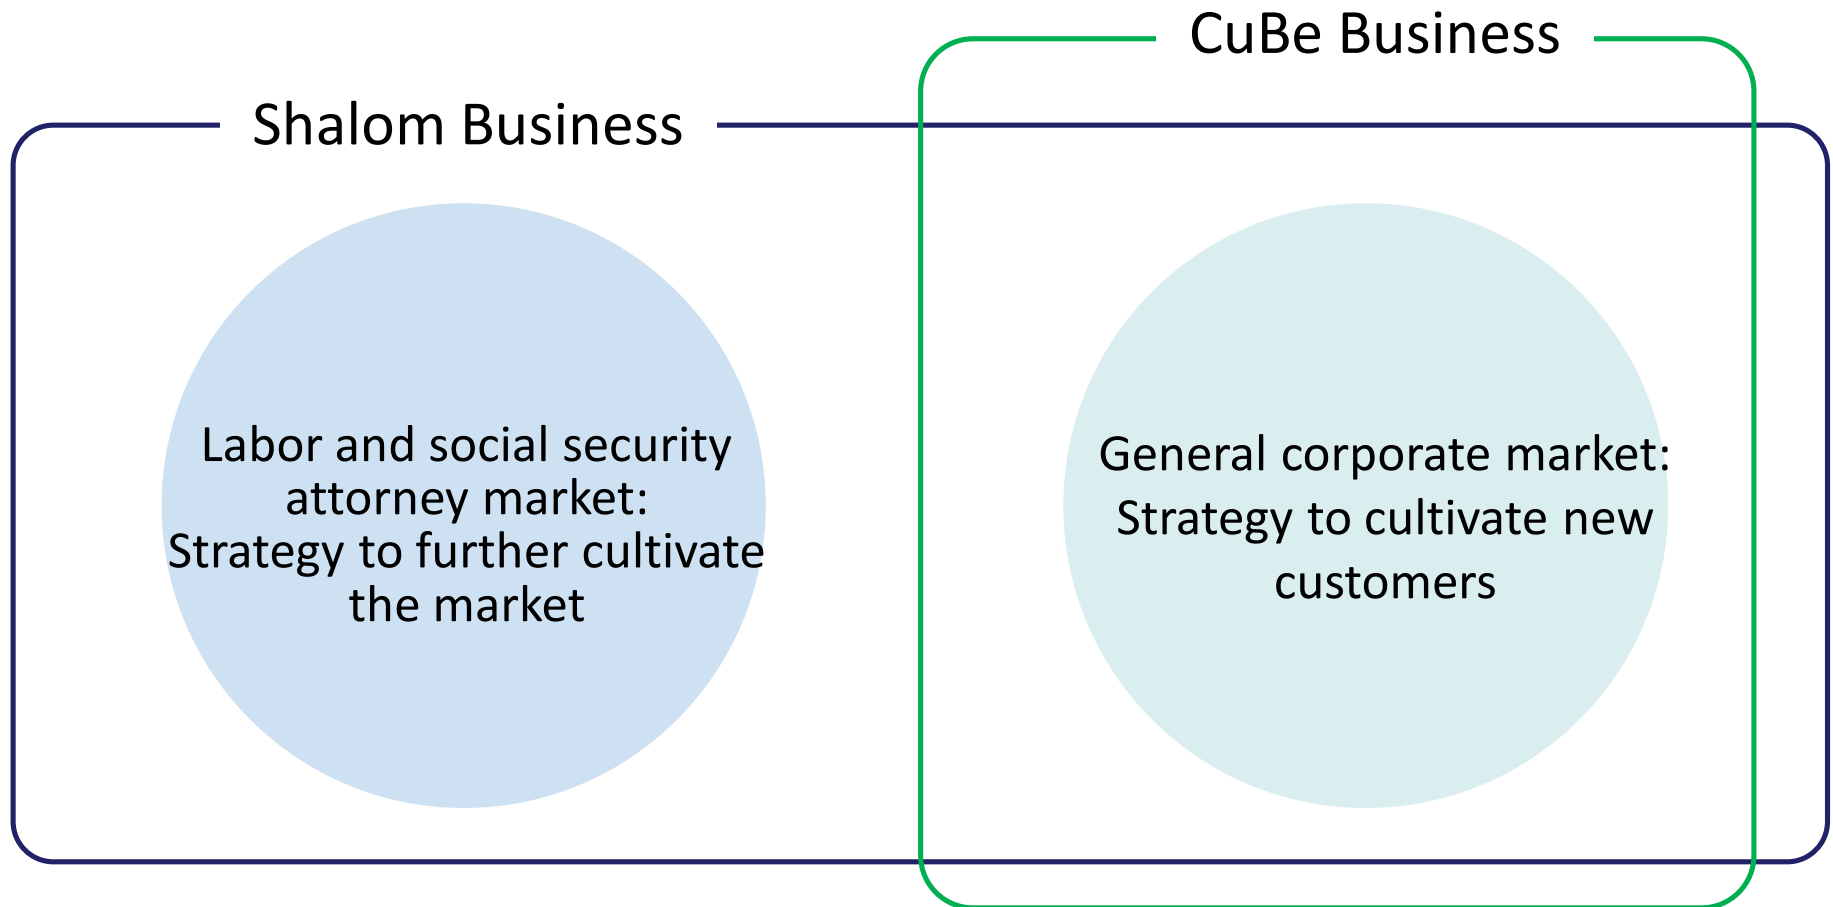 CuBe Business
Shalom Business
Labor and social security
attorney market:
Strategy to further cultivate
the market
General corporate market:
Strategy to cultivate new
customers